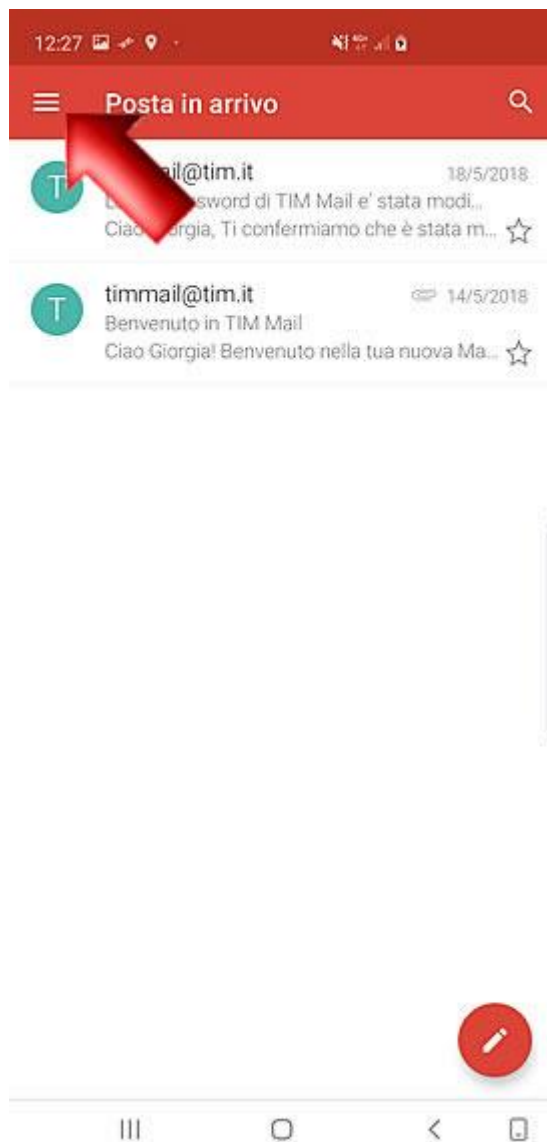 12:27
Posta in arrivo
T
ail@tim.it 18/5/2018
sword di TIM Mail e' stata modi...
Ciao orgia, Ti confermiamo che è stata m...
T
timmail@tim.it 14/5/2018
Benvenuto in TIM Mail
Ciao Giorgia! Benvenuto nella tua nuova Ma...